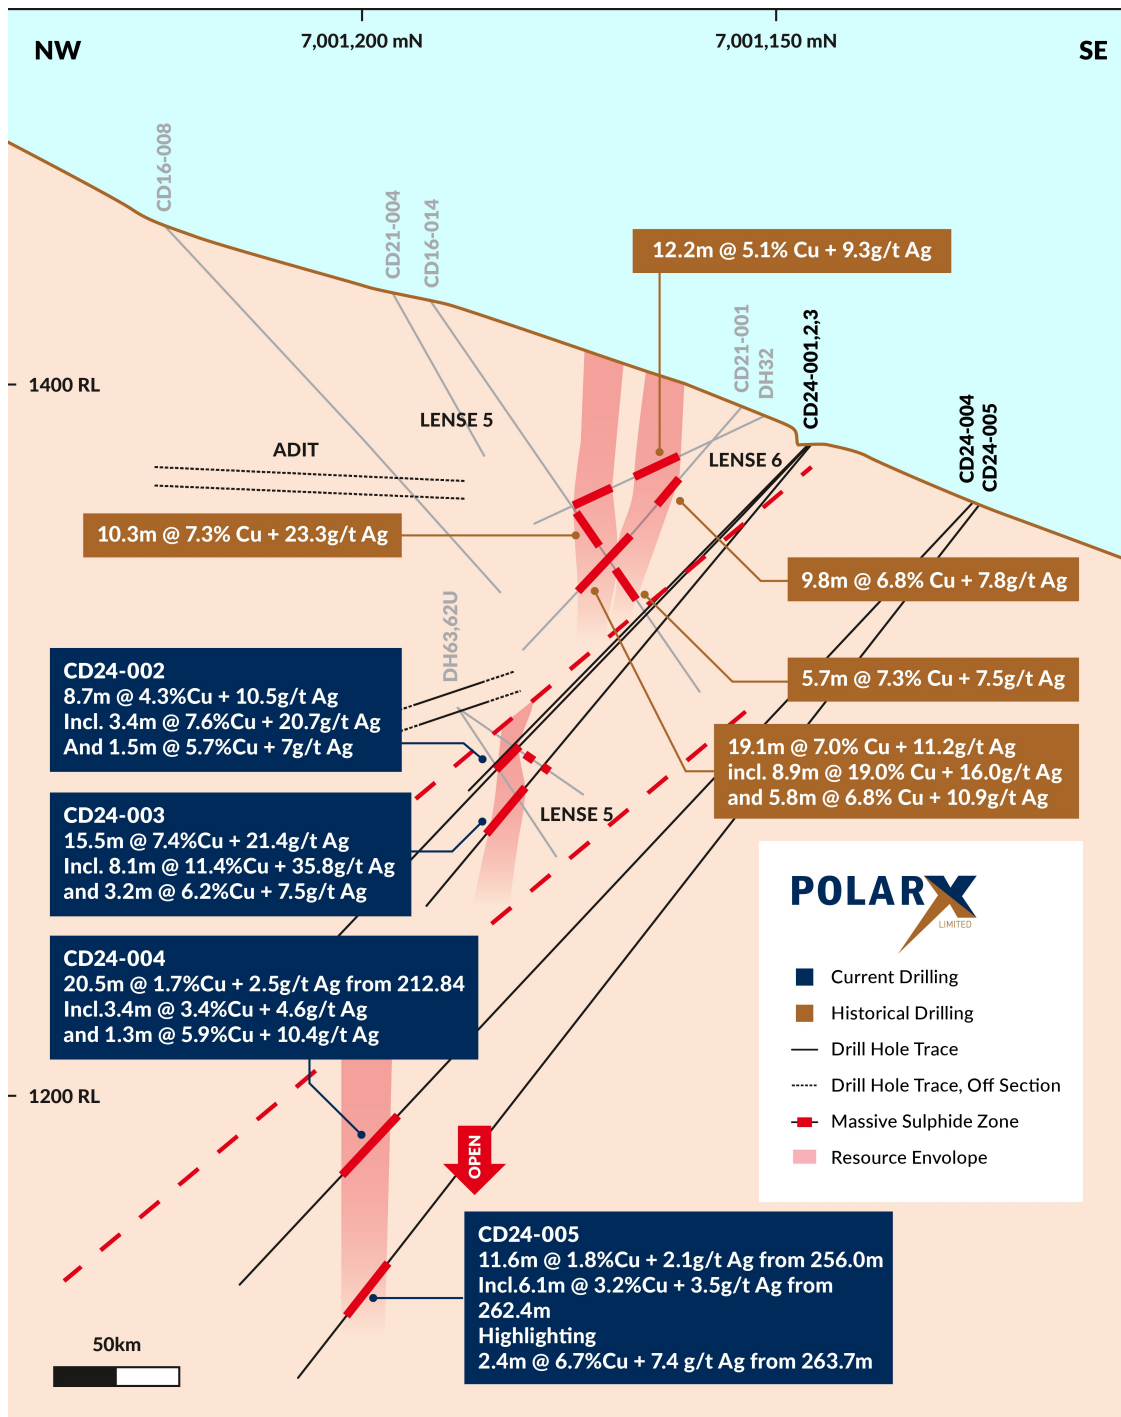 7,001,200 mN
7,001,150 mN
NW
SE
CD16-008
CD21-004
CD16-014
12.2m @ 5.1% Cu + 9.3g/t Ag
CD21-001
DH32
CD24-001,2,3
1400 RL
CD24-004
CD24-005
LENSE 5
ADIT
LENSE 6
10.3m @ 7.3% Cu + 23.3g/t Ag
9.8m @ 6.8% Cu + 7.8g/t Ag
DH63,62U
5.7m @ 7.3% Cu + 7.5g/t Ag
CD24-002
8.7m @ 4.3%Cu + 10.5g/t Ag
Incl. 3.4m @ 7.6%Cu + 20.7g/t Ag
And 1.5m @ 5.7%Cu + 7g/t Ag
19.1m @ 7.0% Cu + 11.2g/t Ag
incl. 8.9m @ 19.0% Cu + 16.0g/t Ag
and 5.8m @ 6.8% Cu + 10.9g/t Ag
CD24-003
15.5m @ 7.4%Cu + 21.4g/t Ag
Incl. 8.1m @ 11.4%Cu + 35.8g/t Ag
and 3.2m @ 6.2%Cu + 7.5g/t Ag
LENSE 5
POLARX
LIMITED
CD24-004
20.5m @ 1.7%Cu + 2.5g/t Ag from 212.84
Incl.3.4m @ 3.4%Cu + 4.6g/t Ag
and 1.3m @ 5.9%Cu + 10.4g/t Ag
Current Drilling
Historical Drilling
Drill Hole Trace
Drill Hole Trace, Off Section
Massive Sulphide Zone
Resource Envolope
1200 RL
OPEN
CD24-005
11.6m @ 1.8%Cu + 2.1g/t Ag from 256.0m
Incl.6.1m @ 3.2%Cu + 3.5g/t Ag from
262.4m
Highlighting
2.4m @ 6.7%Cu + 7.4 g/t Ag from 263.7m
50km